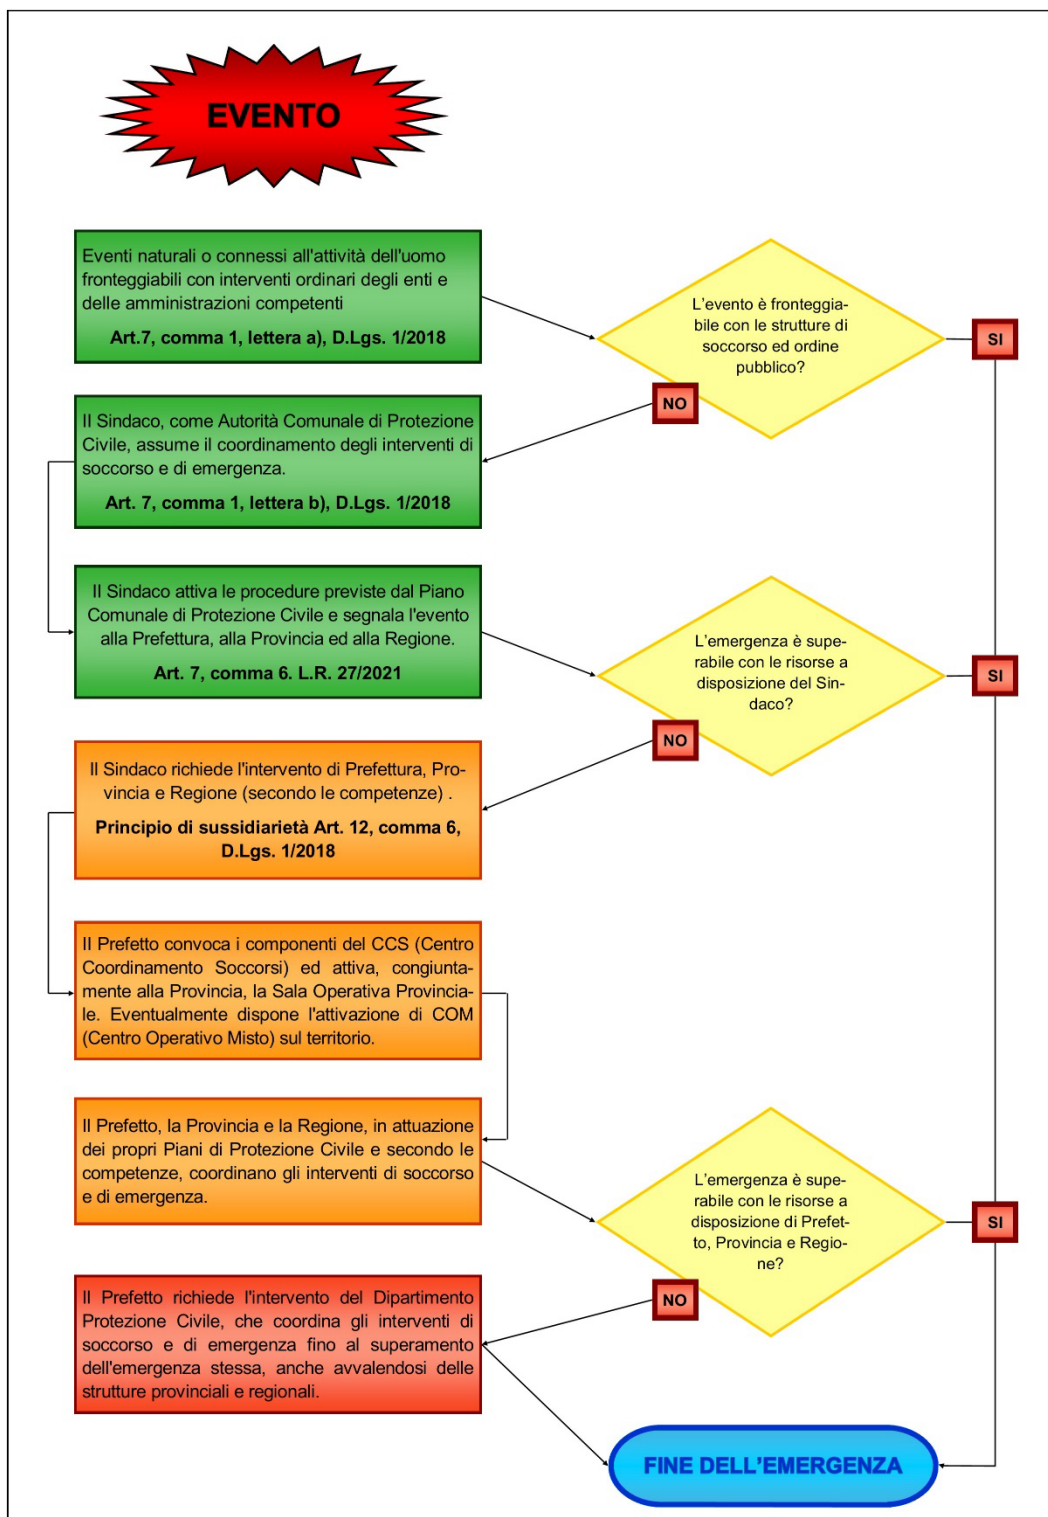 EVENTO
Eventi naturali o connessi all'attività dell'uomo
fronteggiabili con interventi ordinari degli enti e
delle amministrazioni competenti
Art.7, comma 1, lettera a), D.Lgs. 1/2018
L'evento è fronteggia-
bile con le strutture di
soccorso ed ordine
pubblico?
SI
NO
Il Sindaco, come Autorità Comunale di Protezione
Civile, assume il coordinamento degli interventi di
soccorso e di emergenza.
Art. 7, comma 1, lettera b), D.Lgs. 1/2018
Il Sindaco attiva le procedure previste dal Piano
Comunale di Protezione Civile e segnala l'evento
alla Prefettura, alla Provincia ed alla Regione.
Art. 7, comma 6. L.R. 27/2021
L'emergenza è supe-
rabile con le risorse a
disposizione del Sin-
daco?
SI
NO
Il Sindaco richiede l'intervento di Prefettura, Pro-
vincia e Regione (secondo le competenze) .
Principio di sussidiarietà Art. 12, comma 6,
D.Lgs. 1/2018
Il Prefetto convoca i componenti del CCS (Centro
Coordinamento Soccorsi) ed attiva, congiunta-
mente alla Provincia, la Sala Operativa Provincia-
le. Eventualmente dispone l'attivazione di COM
(Centro Operativo Misto) sul territorio.
Il Prefetto, la Provincia e la Regione, in attuazione
dei propri Piani di Protezione Civile e secondo le
competenze, coordinano gli interventi di soccorso
e di emergenza.
L'emergenza è supe-
rabile con le risorse a
disposizione di Prefet-
to, Provincia e Regio-
ne?
SI
NO
Il Prefetto richiede l'intervento del Dipartimento
Protezione Civile, che coordina gli interventi di
soccorso e di emergenza fino al superamento
dell'emergenza stessa, anche avvalendosi delle
strutture provinciali e regionali.
FINE DELL'EMERGENZA